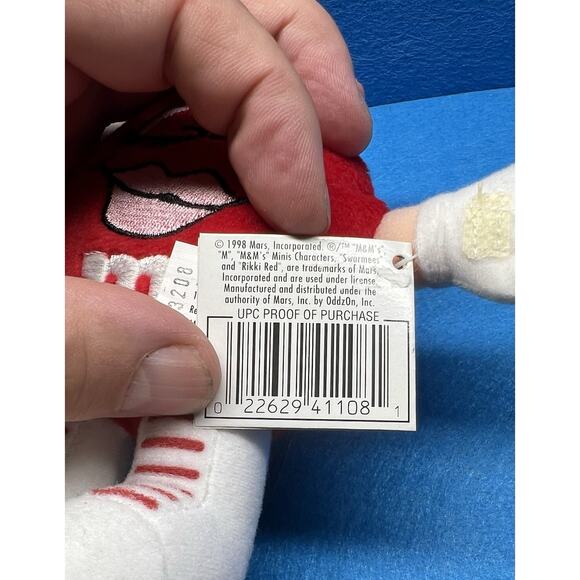 © 1998 Mars, Incorporated. ®/™ "M&M's"
"M", "M&M's" Minis Characters, "Swarmees"
and "Rikki Red", are trademarks of Mars,
Incorporated and are used under license.
Manufactured and distributed under the
authority of Mars, Inc. by OddzOn, Inc.
UPC PROOF OF PURCHASE
0 22629 41108 1
3208
m